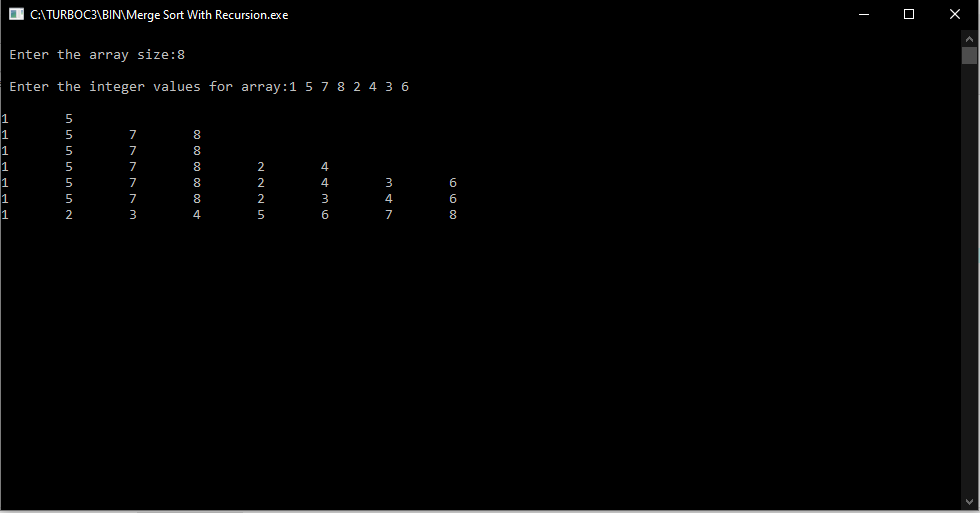 C:\TURBOC3\BIN\Merge Sort With Recursion.exe
Enter the array size:8
Enter the integer values for array:1 5 7 8 2 4 3 6
1 5
1 5 7 8
1 5 7 8
1 5 7 8 2 4
1 5 7 8 2 4 3 6
1 5 7 8 2 3 4 6
1 2 3 4 5 6 7 8